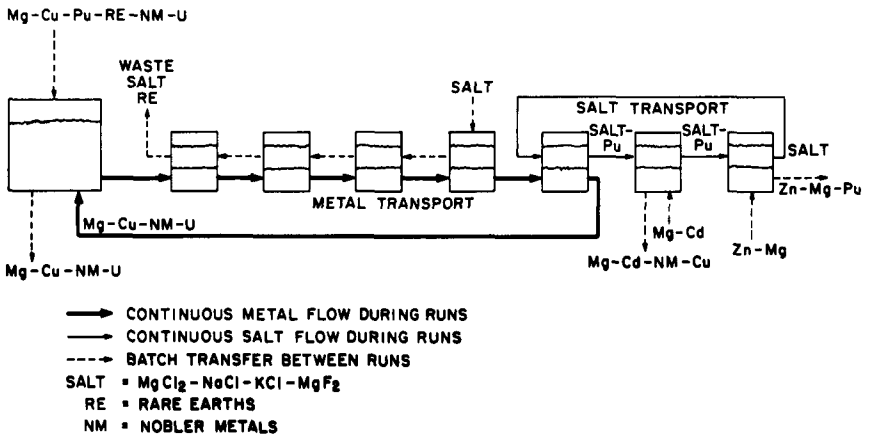 Mg-Cu-Pu-RE-NM-U
WASTE
SALT
RE
SALT
SALT TRANSPORT
SALT-
Pu
SALT-
Pu
SALT
Zn-Mg-Pu
METAL TRANSPORT
Mg-Cu-NM-U
Mg-Cd
Mg-Cu-NM-U
Mg-Cd-NM-Cu
Zn-Mg
CONTINUOUS METAL FLOW DURING RUNS
CONTINUOUS SALT FLOW DURING RUNS
BATCH TRANSFER BETWEEN RUNS
SALT = MgCl₂-NaCl-KCl-MgF₂
RE = RARE EARTHS
NM = NOBLER METALS